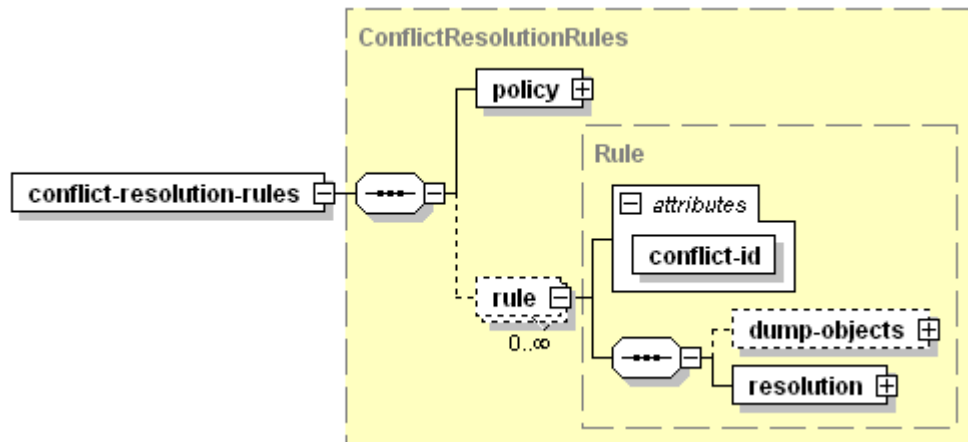 ConflictResolutionRules
policy
Rule
conflict-resolution-rules
attributes
conflict-id
rule
0..∞
dump-objects
resolution